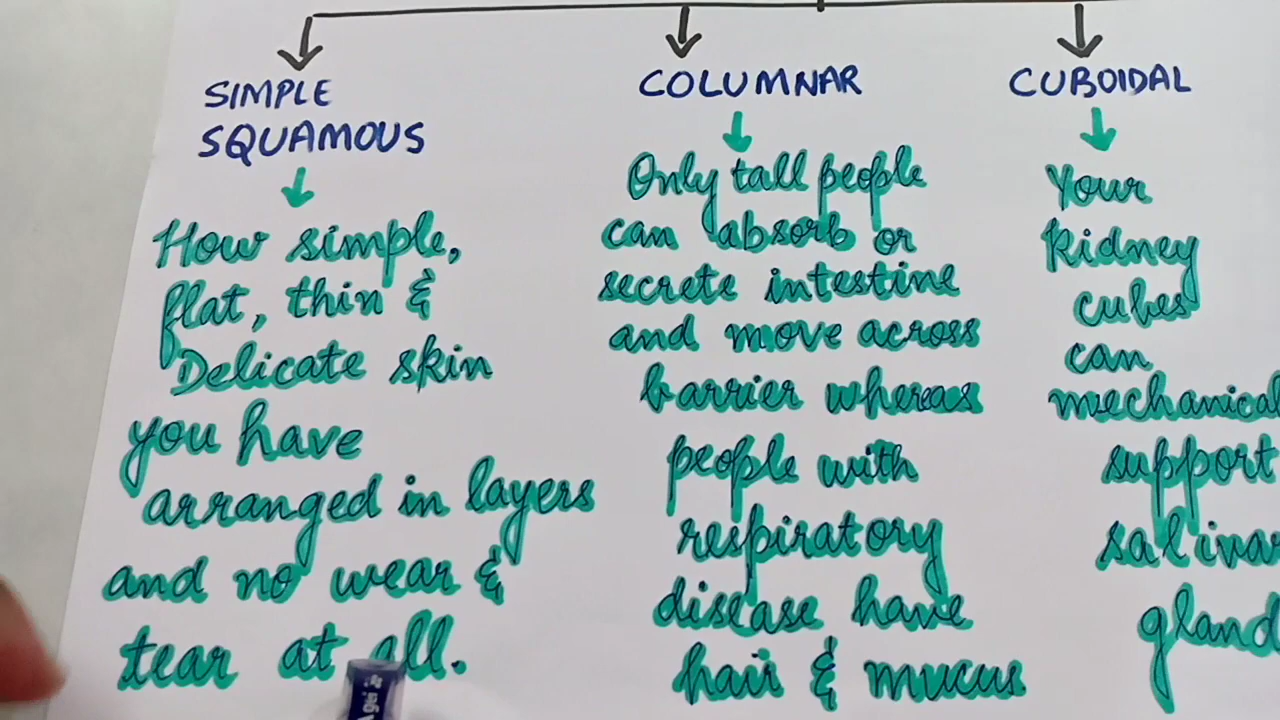 SIMPLE
SQUAMOUS
How simple,
flat, thin &
Delicate skin
you have
arranged in layers
and no wear &
tear at all.
COLUMNAR
Only tall people
can absorb or
secrete intestine
and move across
barrier whereas
people with
respiratory
disease have
hair & mucus
CUBOIDAL
Your
kidney
cubes
can
mechanical
support
gland